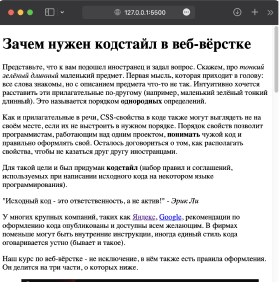 127.0.0.1:5500
Зачем нужен кодстайл в веб-вёрстке
Представьте, что к вам подошел иностранец и задал вопрос. Скажем, про тонкий
зелёный длинный маленький предмет. Первая мысль, которая приходит в голову:
все слова знакомы, но с описанием предмета что-то не так. Интуитивно хочется
расставить эти прилагательные по-другому (например, маленький зелёный тонкий
длинный). Это называется порядком однородных определений.
Как и прилагательные в речи, CSS-свойства в коде также могут выглядеть не на
своём месте, если их не выстроить в нужном порядке. Порядок свойств позволит
программистам, работающим над одним проектом, понимать чужой код и
правильно оформлять свой. Осталось договориться о том, как располагать
свойства, чтобы не казаться друг другу иностранцами.
Для такой цели и был придуман кодстайл (набор правил и соглашений,
используемых при написании исходного кода на некотором языке
программирования).
"Исходный код - это ответственность, а не актив!" - Эрик Ли
У многих крупных компаний, таких как Яндекс, Google, рекомендации по
оформлению кода опубликованы и доступны всем желающим. В фирмах
поменьше могут быть внутренние инструкции, иногда единый стиль кода
оговаривается устно (бывает и такое).
Наш курс по веб-вёрстке - не исключение, в нём также есть правила оформления.
Он делится на три части, о которых ниже.